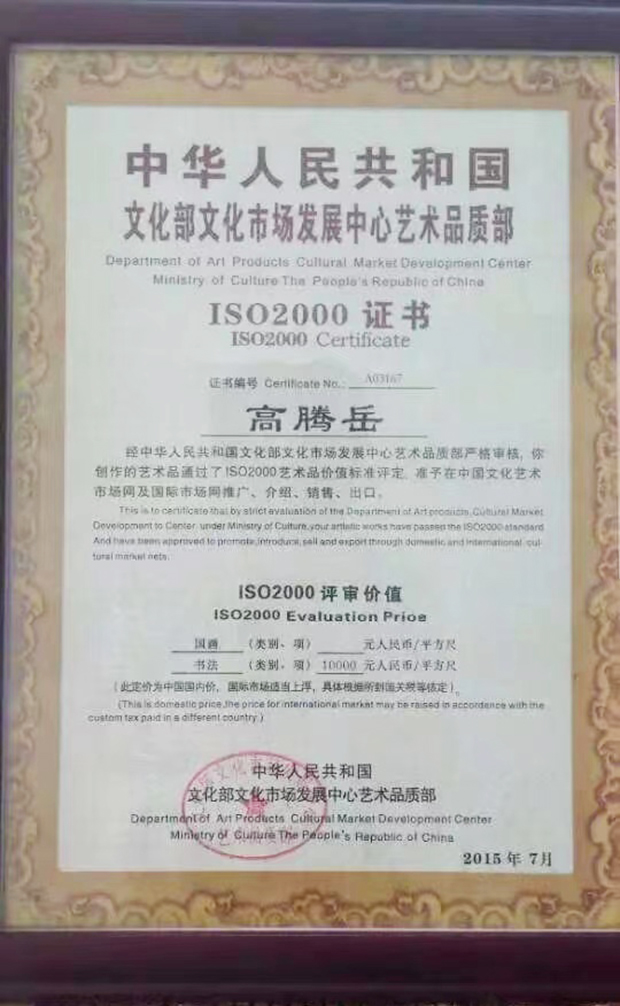 中华人民共和国
文化部文化市场发展中心艺术品质部
Department of Art Products Cultural Market Development Center
Ministry of Culture The People's Republic of China
ISO2000 证书
ISO2000 Certificate
证书编号 Certificate No.: A03167
高腾岳
经中华人民共和国文化部文化市场发展中心艺术品质部严格审核，你
创作的艺术品通过了ISO2000艺术品价值标准评定，准予在中国文化艺术
市场网及国际市场网推广、介绍、销售、出口。
This is to certificate that by strict evaluation of the Department of Art products, Cultural Market
Development to Center under Ministry of Culture,your artistic works have passed the ISO2000 standard
And have been approved to promote,introduce, sell and export through domestic and international cul-
tural market nets.
ISO2000 评审价值
ISO2000 Evaluation Price
国画 （类别、项） 元人民币/平方尺
书法 （类别、项） 10000 元人民币/平方尺
（此定价为中国国内价，国际市场适当上浮，具体根据所到国关税等核定）。
(This is domestic price,the price for international market may be raised in accordance with the
custom tax paid in a different country.)
中华人民共和国
文化部文化市场发展中心艺术品质部
Department of Art Products Cultural Market Development Center
Ministry of Culture The People's Republic of China
2015 年 7月